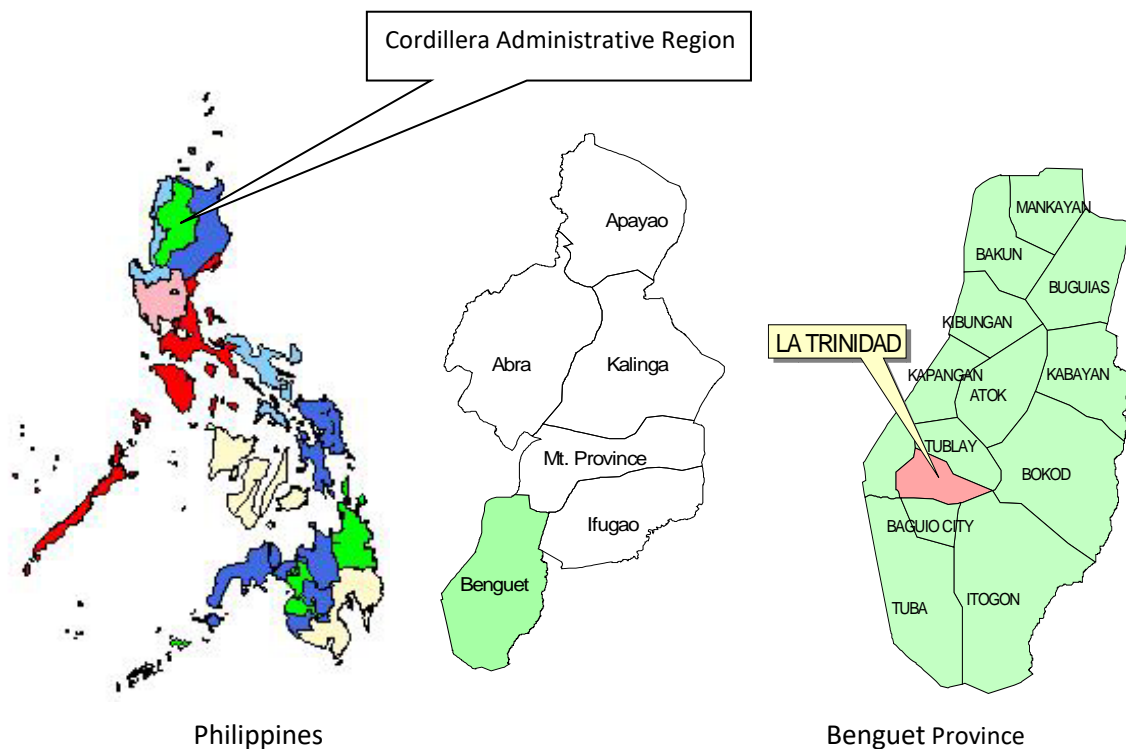 Cordillera Administrative Region
Apayao
Abra
Kalinga
Mt. Province
Ifugao
Benguet
MANKAYAN
BAKUN
BUGUIAS
KIBUNGAN
LA TRINIDAD
KAPANGAN
KABAYAN
ATOK
TUBLAY
BOKOD
BAGUIO CITY
TUBA
ITOGON
Philippines
Benguet Province